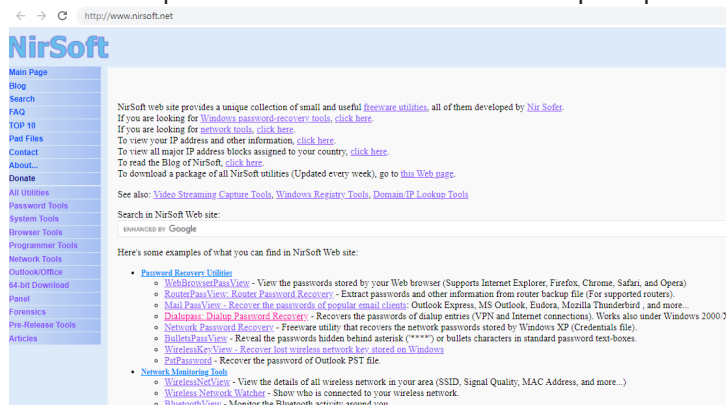 http://www.nirsoft.net
NirSoft
Main Page
Blog
Search
FAQ
TOP 10
Pad Files
Contact
About...
Donate
All Utilities
Password Tools
System Tools
Browser Tools
Programmer Tools
Network Tools
Outlook/Office
64-bit Download
Panel
Forensics
Pre-Release Tools
Articles
NirSoft web site provides a unique collection of small and useful freeware utilities, all of them developed by Nir Sofer.
If you are looking for Windows password-recovery tools, click here.
If you are looking for network tools, click here.
To view your IP address and other information, click here.
To view all major IP address blocks assigned to your country, click here.
To read the Blog of NirSoft, click here.
To download a package of all NirSoft utilities (Updated every week), go to this Web page.
See also: Video Streaming Capture Tools, Windows Registry Tools, Domain/IP Lookup Tools
Search in NirSoft Web site:
ENHANCED BY Google
Here's some examples of what you can find in NirSoft Web site:
Password Recovery Utilities
WebBrowserPassView - View the passwords stored by your Web browser (Supports Internet Explorer, Firefox, Chrome, Safari, and Opera)
RouterPassView: Router Password Recovery - Extract passwords and other information from router backup file (For supported routers).
Mail PassView - Recover the passwords of popular email clients: Outlook Express, MS Outlook, Eudora, Mozilla Thunderbird , and more...
Dialupass: Dialup Password Recovery - Recovers the passwords of dialup entries (VPN and Internet connections). Works also under Windows 2000/X
Network Password Recovery - Freeware utility that recovers the network passwords stored by Windows XP (Credentials file).
BulletsPassView - Reveal the passwords hidden behind asterisk ('****') or bullets characters in standard password text-boxes.
WirelessKeyView - Recover lost wireless network key stored on Windows
PstPassword - Recover the password of Outlook PST file.
Network Monitoring Tools
WirelessNetView - View the details of all wireless network in your area (SSID, Signal Quality, MAC Address, and more...)
Wireless Network Watcher - Show who is connected to your wireless network.
BluetoothView - Monitor the Bluetooth activity around you.